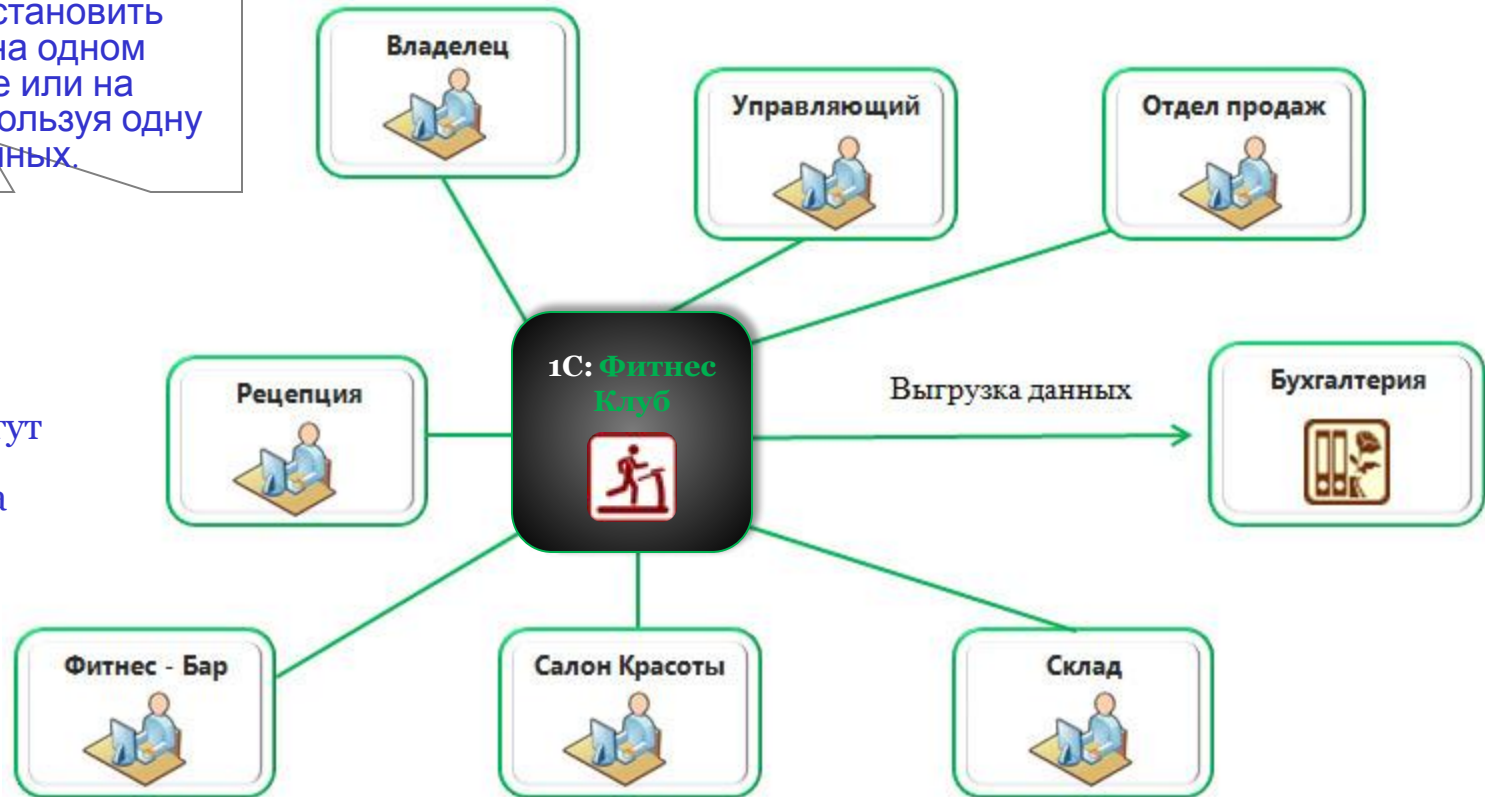 становить
на одном
е или на
пользуя одну
нных.
Владелец
Управляющий
Отдел продаж
1С: Фитнес
Клуб
Рецепция
Выгрузка данных
Бухгалтерия
гут
а
Фитнес - Бар
Салон Красоты
Склад